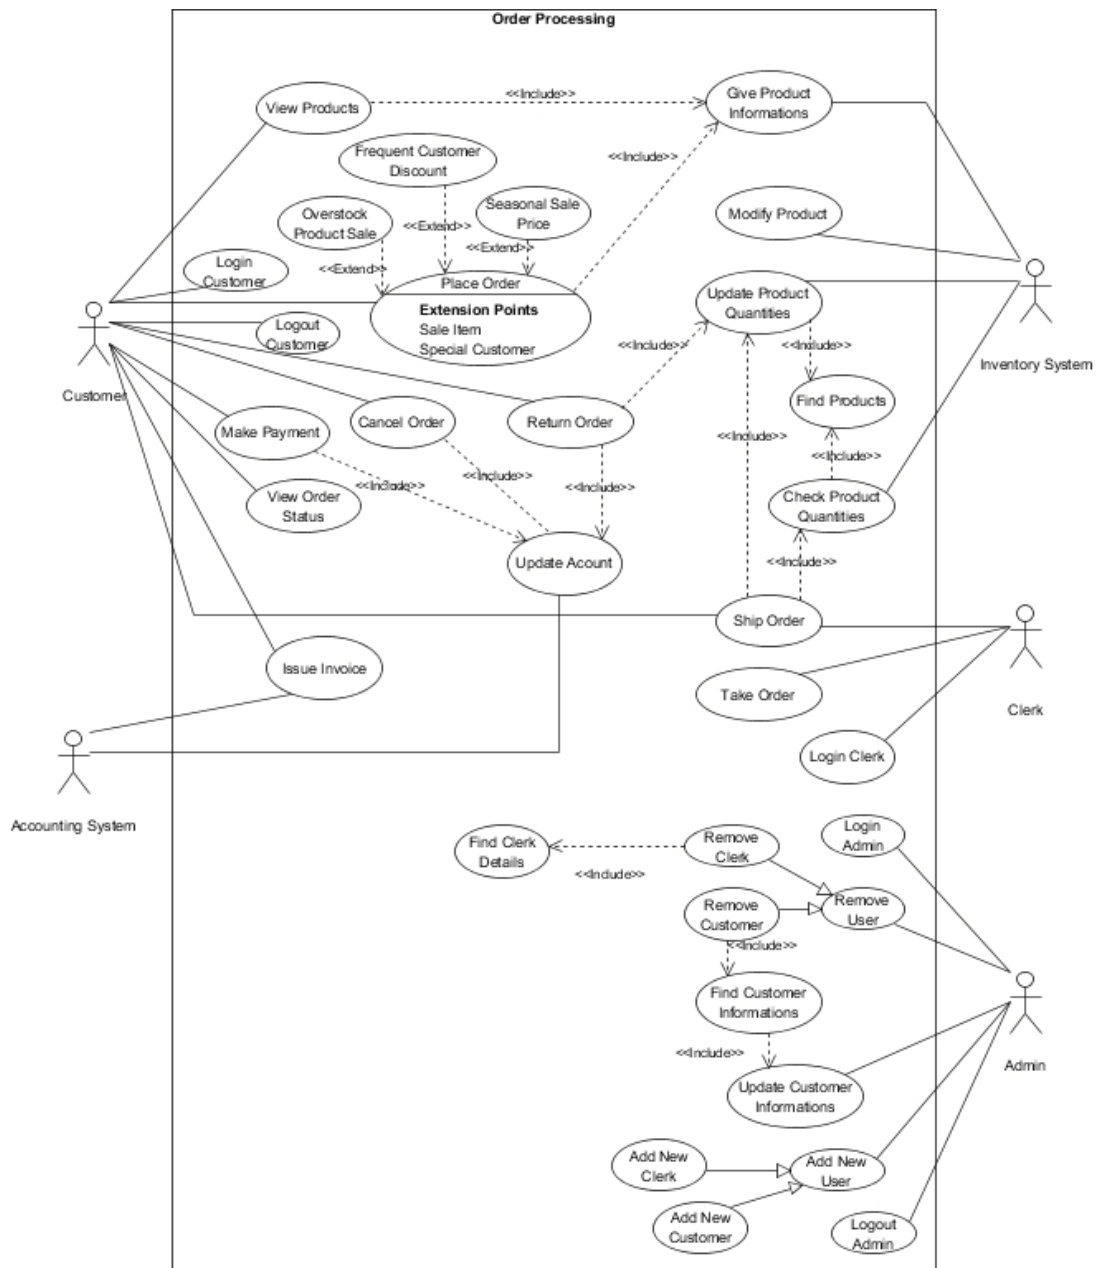 Order Processing
View Products
<<Include>>
Give Product
Informations
Frequent Customer
Discount
<<Include>>
Overstock
Product Sale
Seasonal Sale
Price
Modify Product
<<Extend>>
<<Extend>>
<<Extend>>
Login
Customer
Place Order
Extension Points
Sale Item
Special Customer
Update Product
Quantities
Logout
Customer
<<Include>>
<<Include>>
Customer
Inventory System
Find Products
Make Payment
Cancel Order
Return Order
<<Include>>
<<Include>>
<<Include>>
<<Include>>
<<Include>>
View Order
Status
Check Product
Quantities
Update Acount
<<Include>>
Ship Order
Issue Invoice
Take Order
Clerk
Login Clerk
Accounting System
Find Clerk
Details
<<Include>>
Remove
Clerk
Login
Admin
Remove
Customer
Remove
User
<<Include>>
Find Customer
Informations
<<Include>>
Admin
Update Customer
Informations
Add New
Clerk
Add New
User
Add New
Customer
Logout
Admin